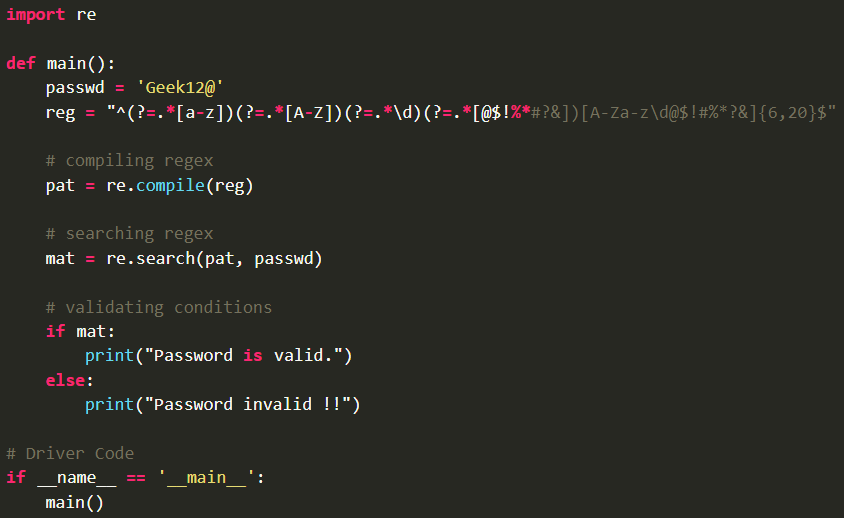 import re
def main():
    passwd = 'Geek12@'
    reg = "^(?=.*[a-z])(?=.*[A-Z])(?=.*\d)(?=.*[@$!%*#?&])[A-Za-z\d@$!#%*?&]{6,20}$"
    # compiling regex
    pat = re.compile(reg)
    # searching regex
    mat = re.search(pat, passwd)
    # validating conditions
    if mat:
        print("Password is valid.")
    else:
        print("Password invalid !!")
# Driver Code
if __name__ == '__main__':
    main()